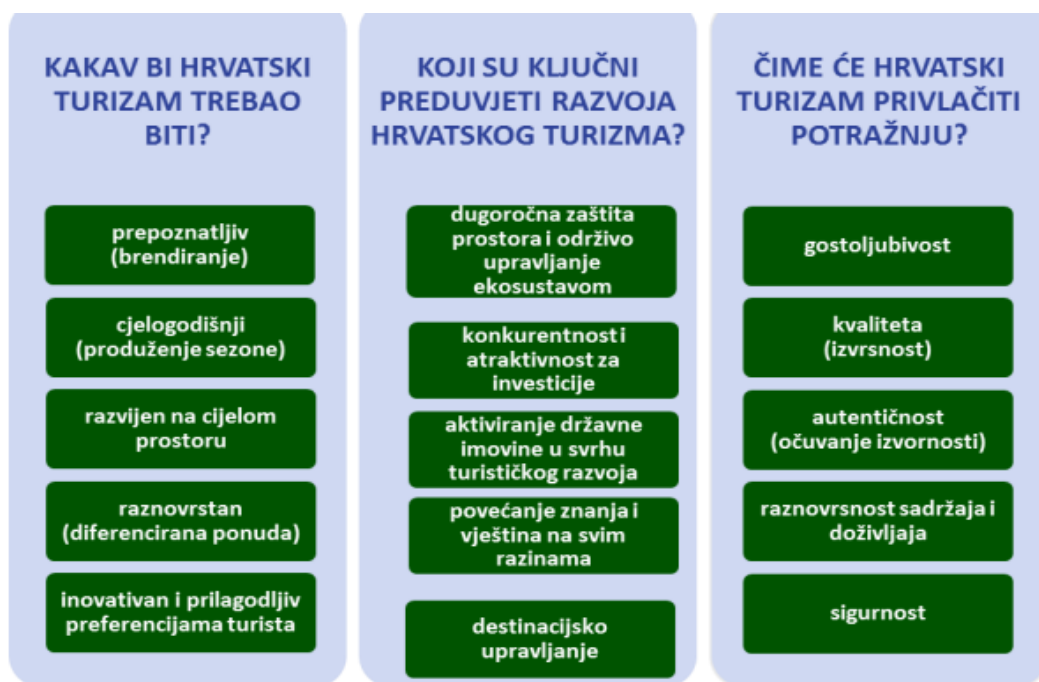 KAKAV BI HRVATSKI
TURIZAM TREBAO
BITI?
prepoznatljiv
(brendiranje)
cjelogodišnji
(produženje sezone)
razvijen na cijelom
prostoru
raznovrstan
(diferencirana ponuda)
inovativan i prilagodljiv
preferencijama turista
KOJI SU KLJUČNI
PREDUVJETI RAZVOJA
HRVATSKOG TURIZMA?
dugoročna zaštita
prostora i održivo
upravljanje
ekosustavom
konkurentnost i
atraktivnost za
investicije
aktiviranje državne
imovine u svrhu
turističkog razvoja
povećanje znanja i
vještina na svim
razinama
destinacijsko
upravljanje
ČIME ĆE HRVATSKI
TURIZAM PRIVLAČITI
POTRAŽNJU?
gostoljubivost
kvaliteta
(izvrsnost)
autentičnost
(očuvanje izvornosti)
raznovrsnost sadržaja i
doživljaja
sigurnost